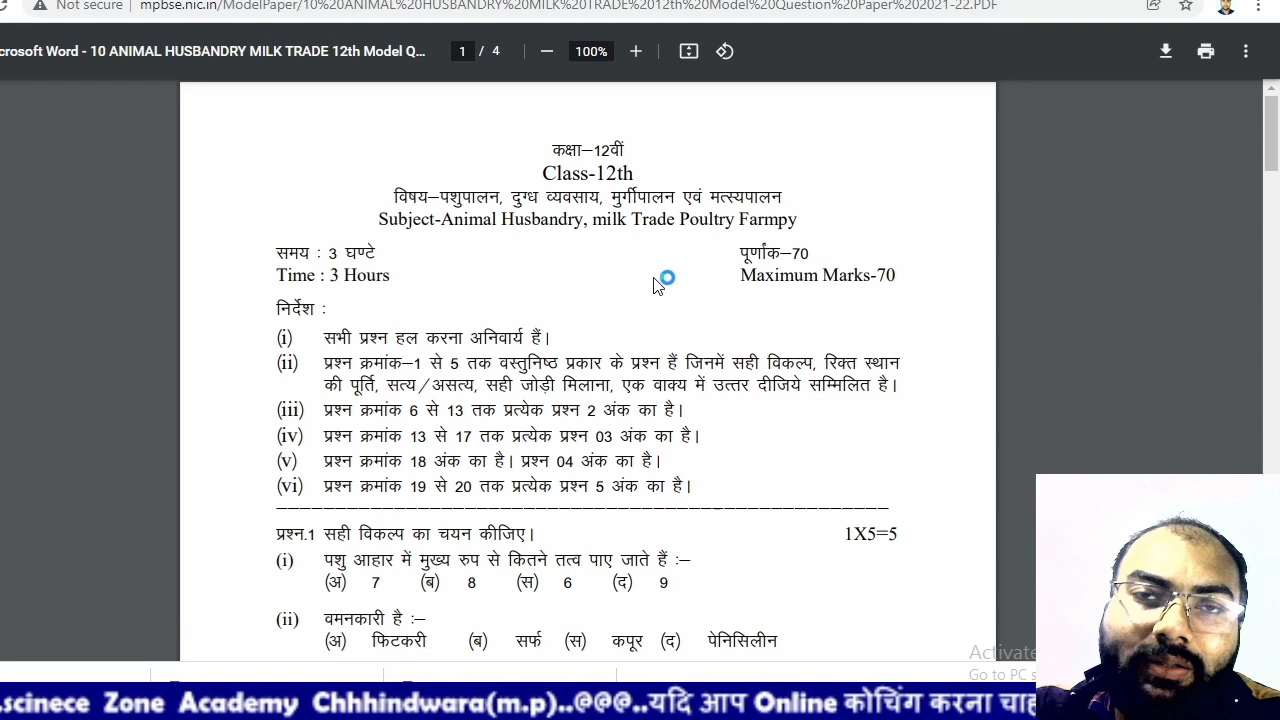 Not secure mpbse.nic.in/ModelPaper/10%20ANIMAL%20HUSBANDRY%20MILK%20TRADE%2012th%20Model%20Question%20Paper%202021-22.PDF
crosoft Word - 10 ANIMAL HUSBANDRY MILK TRADE 12th Model Q... 1 / 4 100%
कक्षा–12वीं
Class-12th
विषय–पशुपालन, दुग्ध व्यवसाय, मुर्गीपालन एवं मत्स्यपालन
Subject-Animal Husbandry, milk Trade Poultry Farmpy
समय : 3 घण्टे पूर्णांक–70
Time : 3 Hours Maximum Marks-70
निर्देश :
(i) सभी प्रश्न हल करना अनिवार्य हैं।
(ii) प्रश्न क्रमांक–1 से 5 तक वस्तुनिष्ठ प्रकार के प्रश्न हैं जिनमें सही विकल्प, रिक्त स्थान
की पूर्ति, सत्य/असत्य, सही जोड़ी मिलाना, एक वाक्य में उत्तर दीजिये सम्मिलित है।
(iii) प्रश्न क्रमांक 6 से 13 तक प्रत्येक प्रश्न 2 अंक का है।
(iv) प्रश्न क्रमांक 13 से 17 तक प्रत्येक प्रश्न 03 अंक का है।
(v) प्रश्न क्रमांक 18 अंक का है। प्रश्न 04 अंक का है।
(vi) प्रश्न क्रमांक 19 से 20 तक प्रत्येक प्रश्न 5 अंक का है।
प्रश्न.1 सही विकल्प का चयन कीजिए। 1X5=5
(i) पशु आहार में मुख्य रुप से कितने तत्व पाए जाते हैं :–
(अ) 7 (ब) 8 (स) 6 (द) 9
(ii) वमनकारी है :–
(अ) फिटकरी (ब) सर्फ (स) कपूर (द) पेनिसिलीन
Activate
Go to PC s
.scinece Zone Academy Chhhindwara(m.p)..@@@..यदि आप Online कोचिंग करना चाह